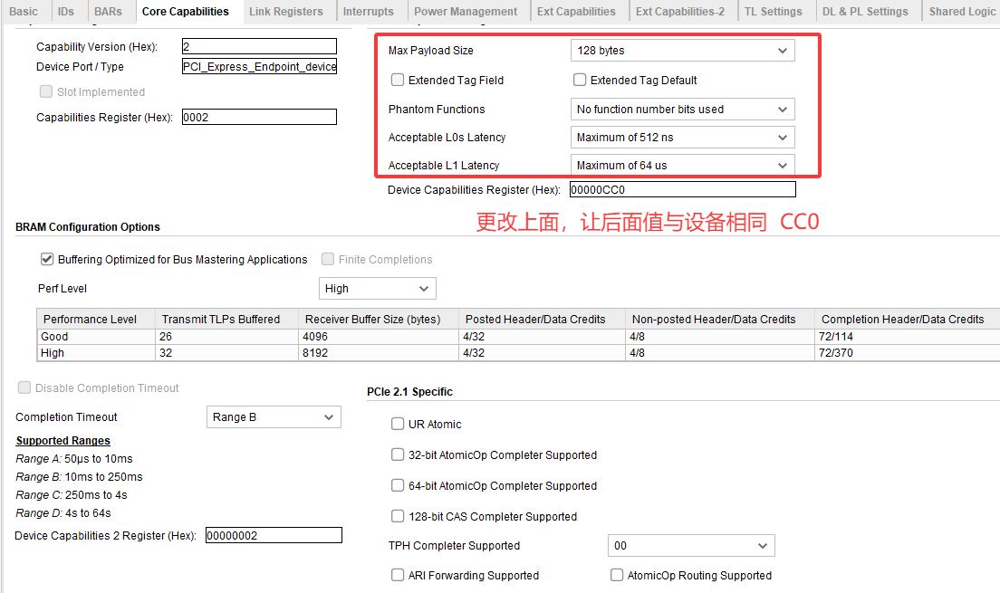 Basic IDs BARs Core Capabilities Link Registers Interrupts Power Management Ext Capabilities Ext Capabilities-2 TL Settings DL & PL Settings Shared Logic
Capability Version (Hex): 2
Device Port / Type PCI_Express_Endpoint_device
Slot Implemented
Capabilities Register (Hex): 0002
Max Payload Size 128 bytes
Extended Tag Field Extended Tag Default
Phantom Functions No function number bits used
Acceptable L0s Latency Maximum of 512 ns
Acceptable L1 Latency Maximum of 64 us
Device Capabilities Register (Hex): 00000CC0
更改上面，让后面值与设备相同 CC0
BRAM Configuration Options
Buffering Optimized for Bus Mastering Applications Finite Completions
Perf Level High
Performance Level Transmit TLPs Buffered Receiver Buffer Size (bytes) Posted Header/Data Credits Non-posted Header/Data Credits Completion Header/Data Credits
Good 26 4096 4/32 4/8 72/114
High 32 8192 4/32 4/8 72/370
Disable Completion Timeout
Completion Timeout Range B
Supported Ranges
Range A: 50µs to 10ms
Range B: 10ms to 250ms
Range C: 250ms to 4s
Range D: 4s to 64s
Device Capabilities 2 Register (Hex): 00000002
PCIe 2.1 Specific
UR Atomic
32-bit AtomicOp Completer Supported
64-bit AtomicOp Completer Supported
128-bit CAS Completer Supported
TPH Completer Supported 00
ARI Forwarding Supported AtomicOp Routing Supported